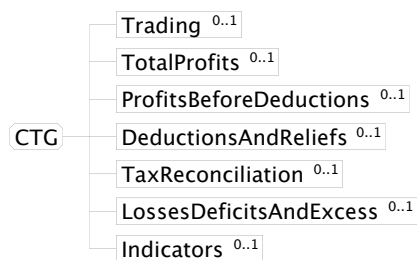 Trading 0..1
TotalProfits 0..1
ProfitsBeforeDeductions 0..1
CTG
DeductionsAndReliefs 0..1
TaxReconciliation 0..1
LossesDeficitsAndExcess 0..1
Indicators 0..1